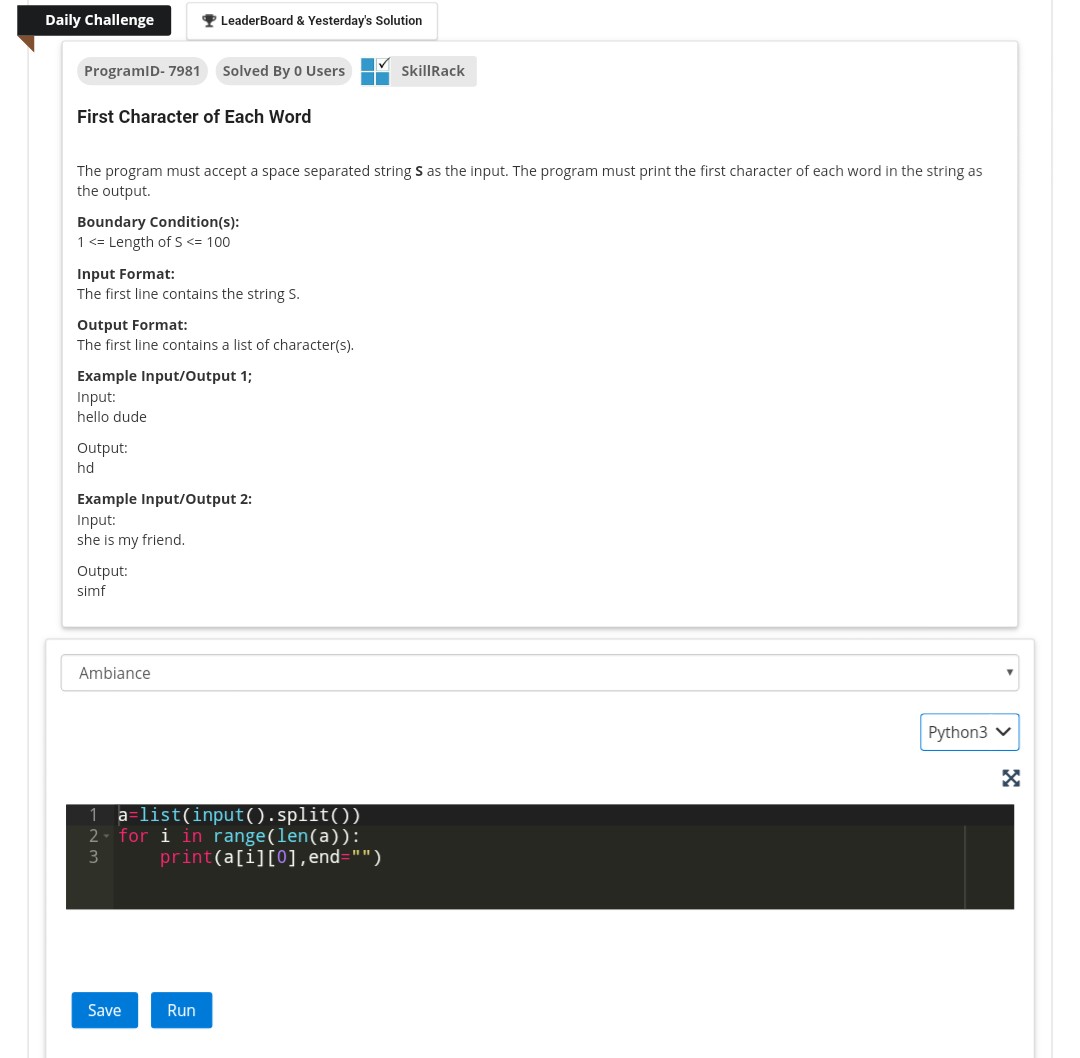 Daily Challenge
LeaderBoard & Yesterday's Solution
ProgramID- 7981
Solved By 0 Users
SkillRack
First Character of Each Word
The program must accept a space separated string S as the input. The program must print the first character of each word in the string as
the output.
Boundary Condition(s):
1 <= Length of S <= 100
Input Format:
The first line contains the string S.
Output Format:
The first line contains a list of character(s).
Example Input/Output 1;
Input:
hello dude
Output:
hd
Example Input/Output 2:
Input:
she is my friend.
Output:
simf
Ambiance
Python3
1 a=list(input().split())
2 for i in range(len(a)):
3     print(a[i][0],end="")
Save
Run